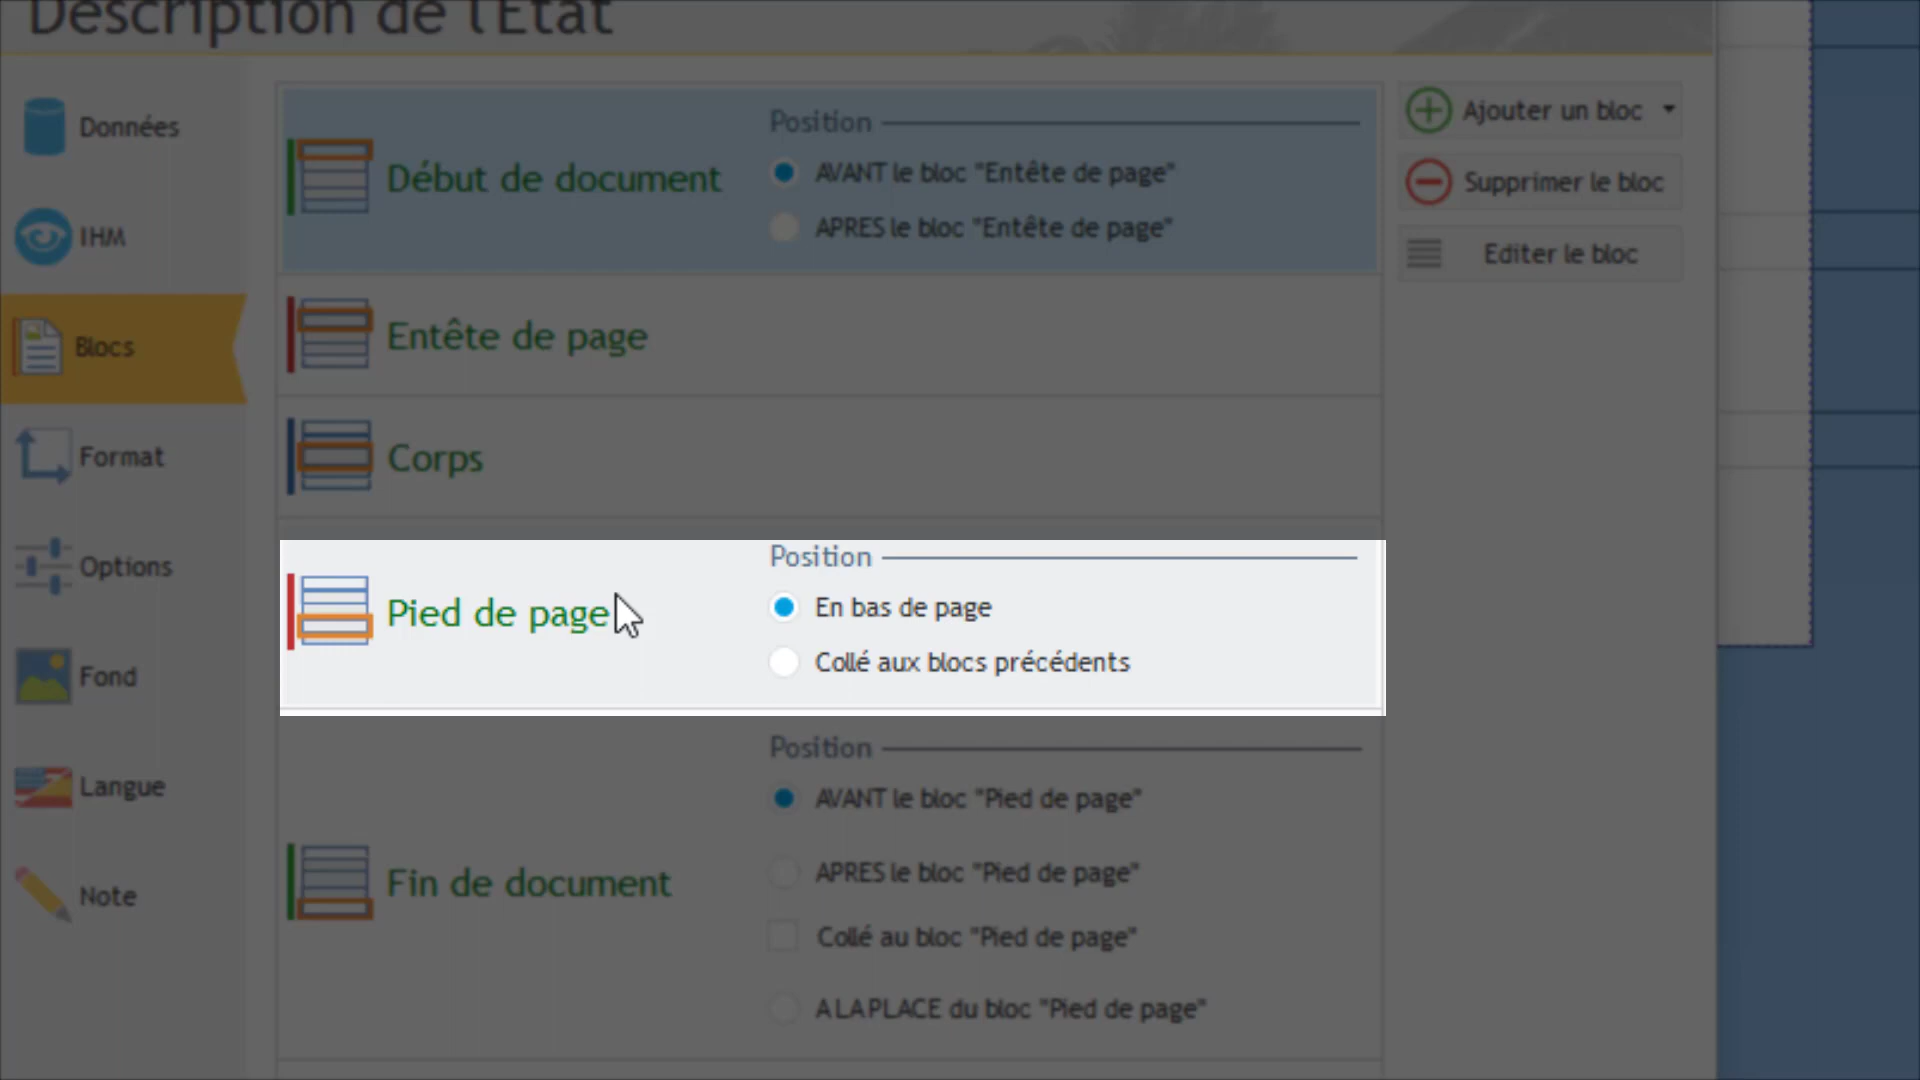 Description de l'Etat
Données
IHM
Blocs
Format
Options
Fond
Langue
Note
Début de document
Position
AVANT le bloc "Entête de page"
APRES le bloc "Entête de page"
Entête de page
Corps
Pied de page
Position
En bas de page
Collé aux blocs précédents
Fin de document
Position
AVANT le bloc "Pied de page"
APRES le bloc "Pied de page"
Collé au bloc "Pied de page"
A LA PLACE du bloc "Pied de page"
Ajouter un bloc
Supprimer le bloc
Editer le bloc